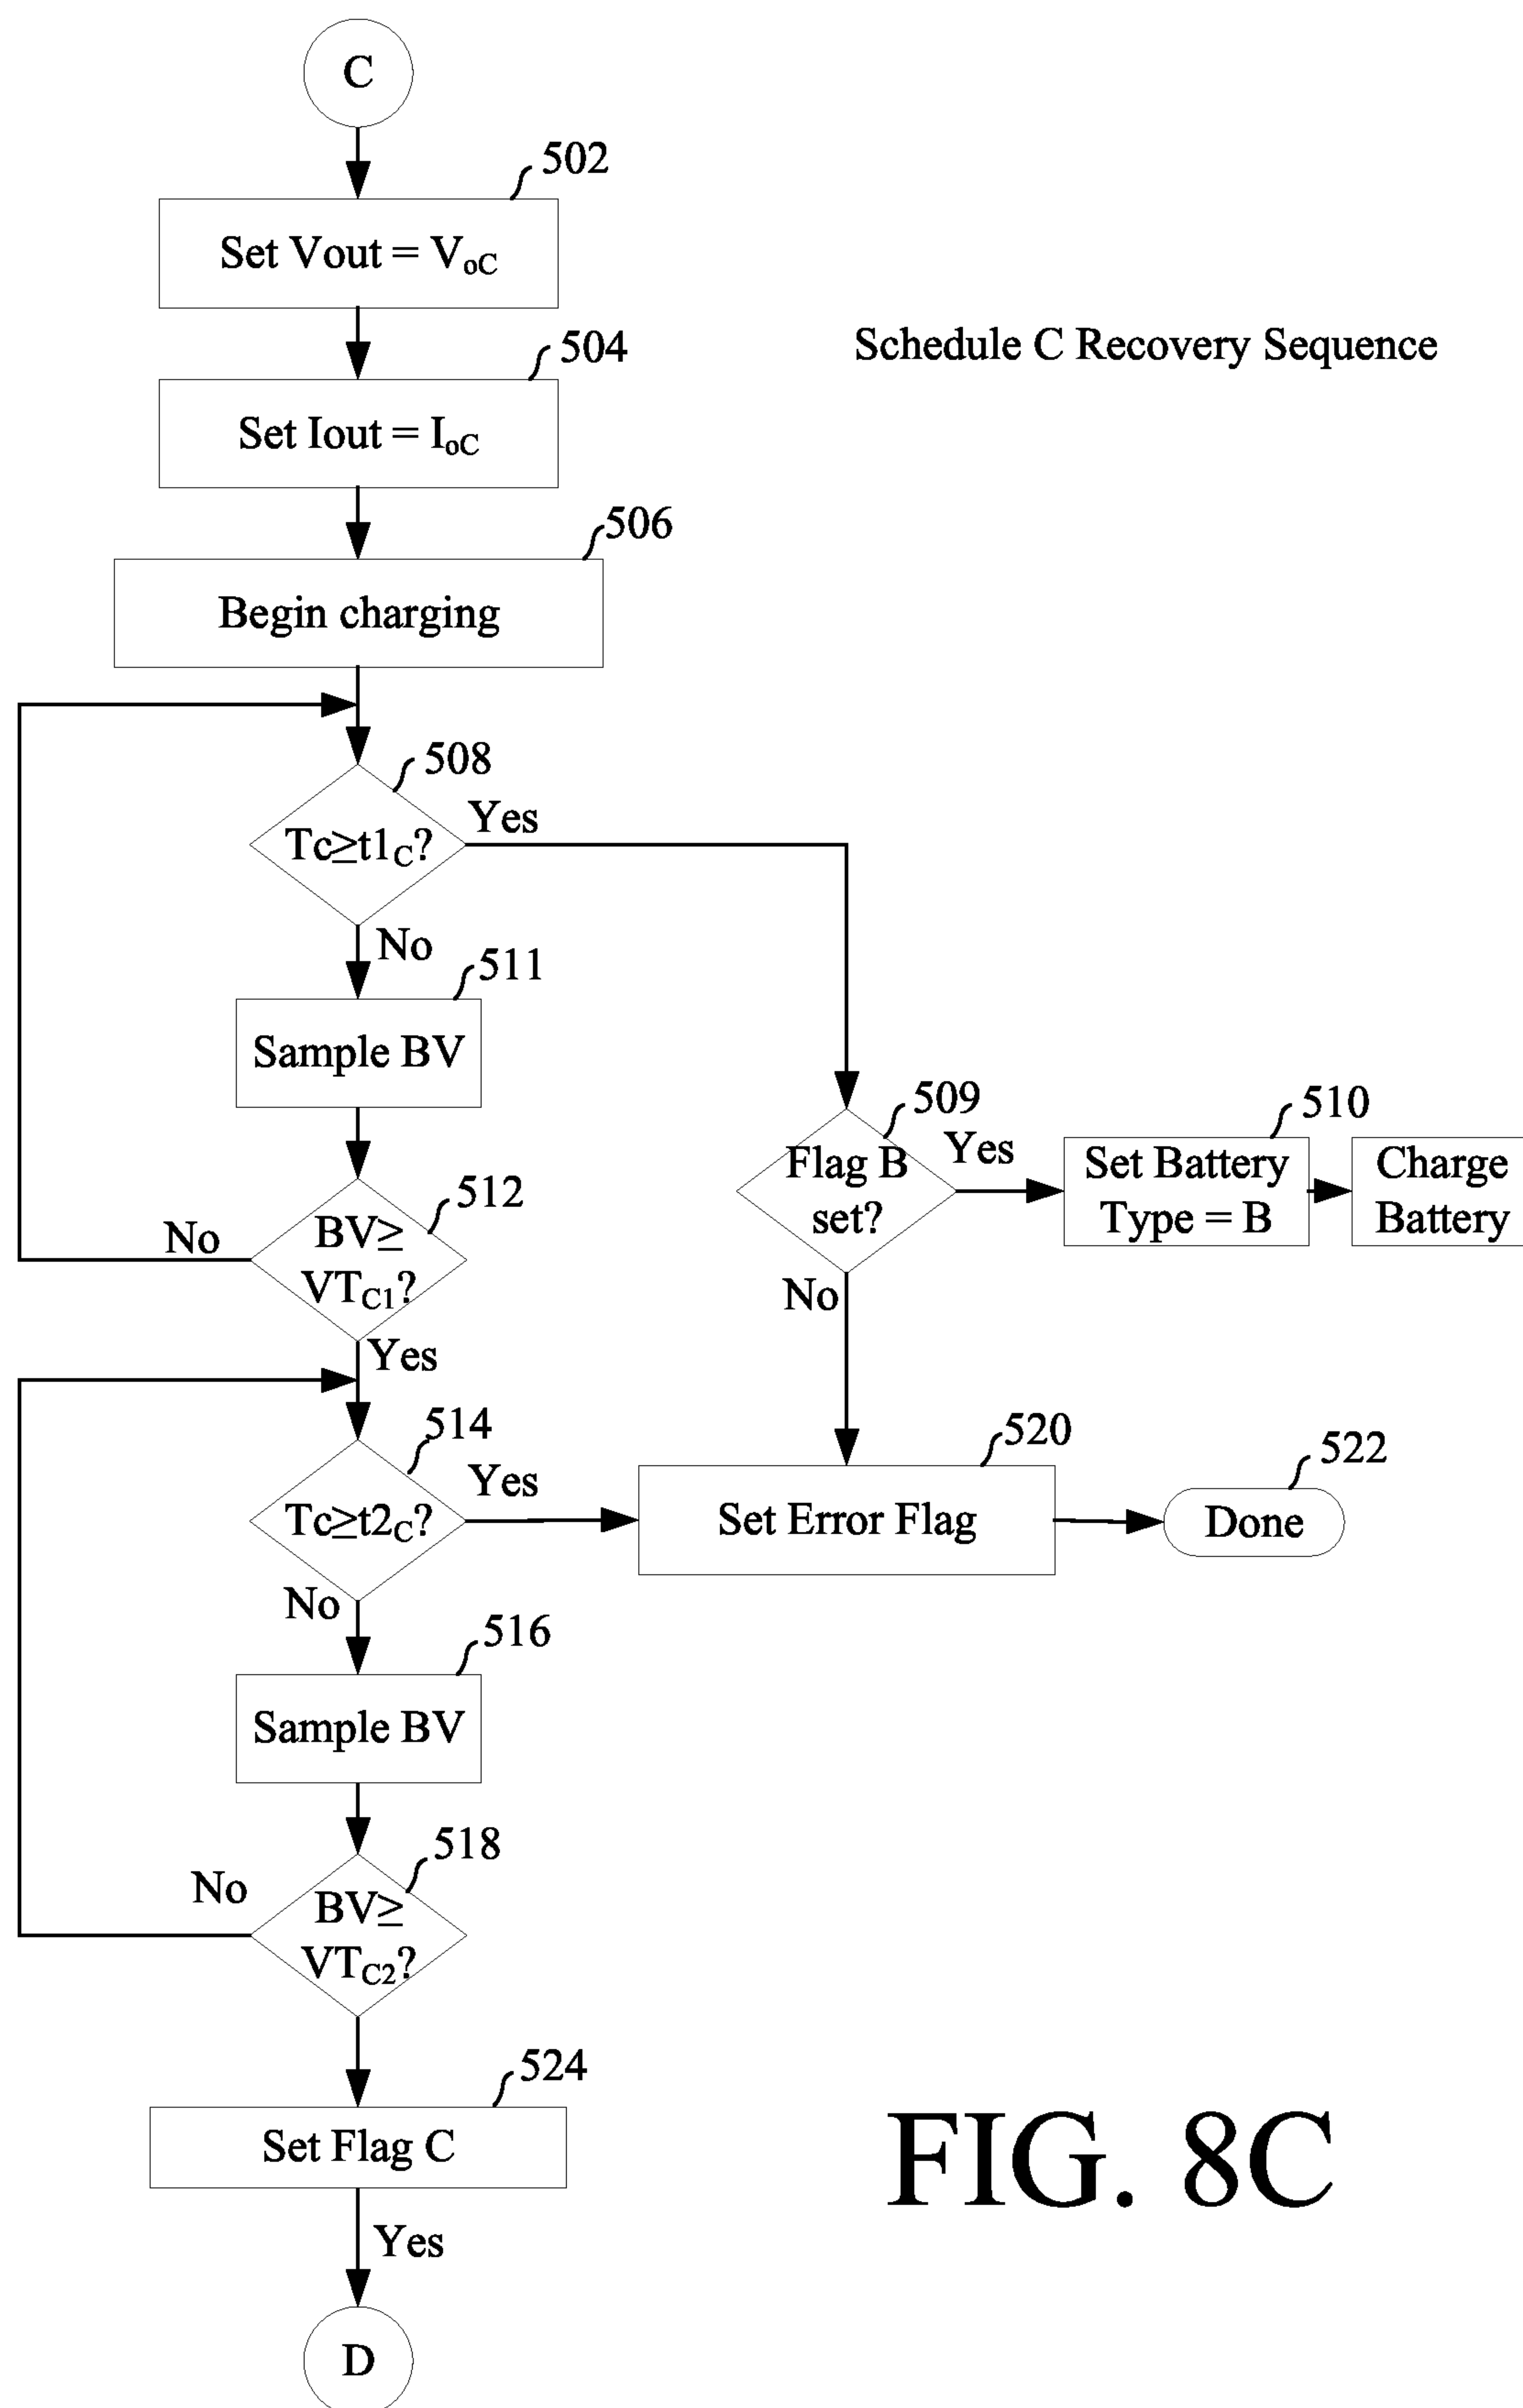 C
502
Set Vout = VoC
504
Schedule C Recovery Sequence
Set Iout = IoC
506
Begin charging
508
Tc≥t1C?
Yes
No
511
Sample BV
509
Flag B
set?
Yes
510
Set Battery
Type = B
Charge
Battery
512
BV≥
VTC1?
No
No
Yes
514
Tc≥t2C?
Yes
520
Set Error Flag
522
Done
No
516
Sample BV
518
BV≥
VTC2?
No
524
Set Flag C
Yes
D
FIG. 8C